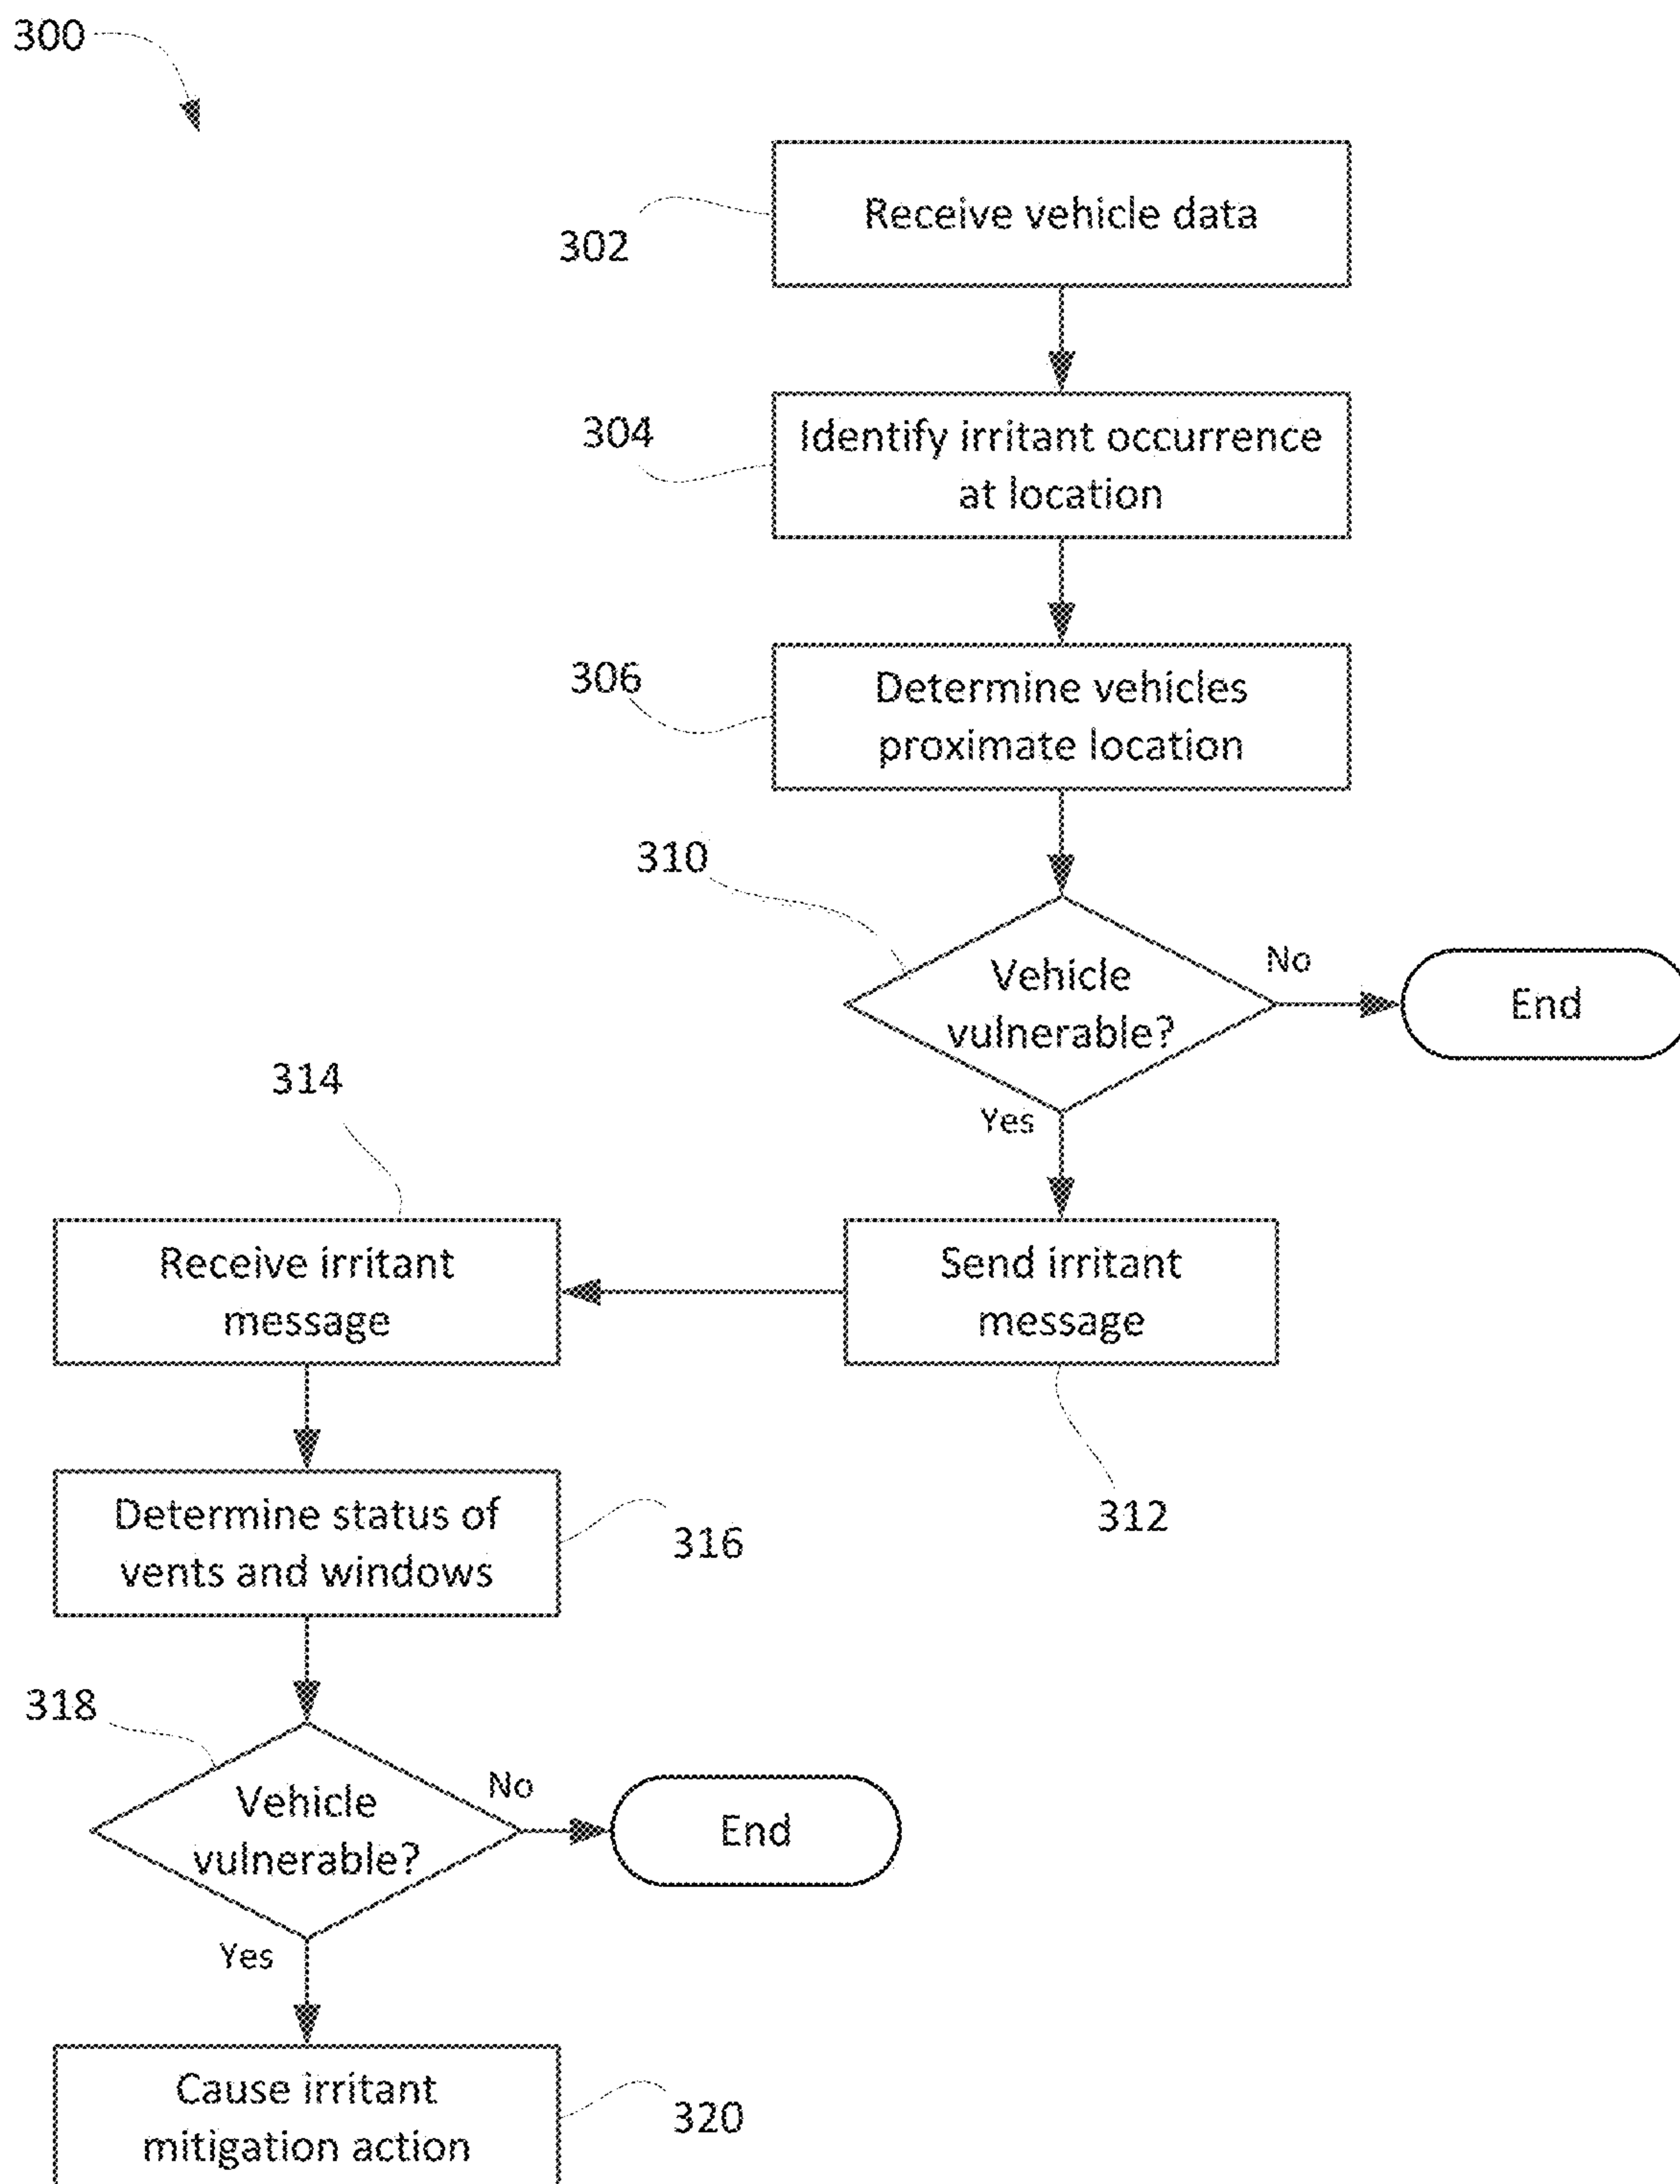 300
302
Receive vehicle data
304
Identify irritant occurrence
at location
306
Determine vehicles
proximate location
310
Vehicle
vulnerable?
No
End
Yes
314
Receive irritant
message
Send irritant
message
312
Determine status of
vents and windows
316
318
Vehicle
vulnerable?
No
End
Yes
Cause irritant
mitigation action
320